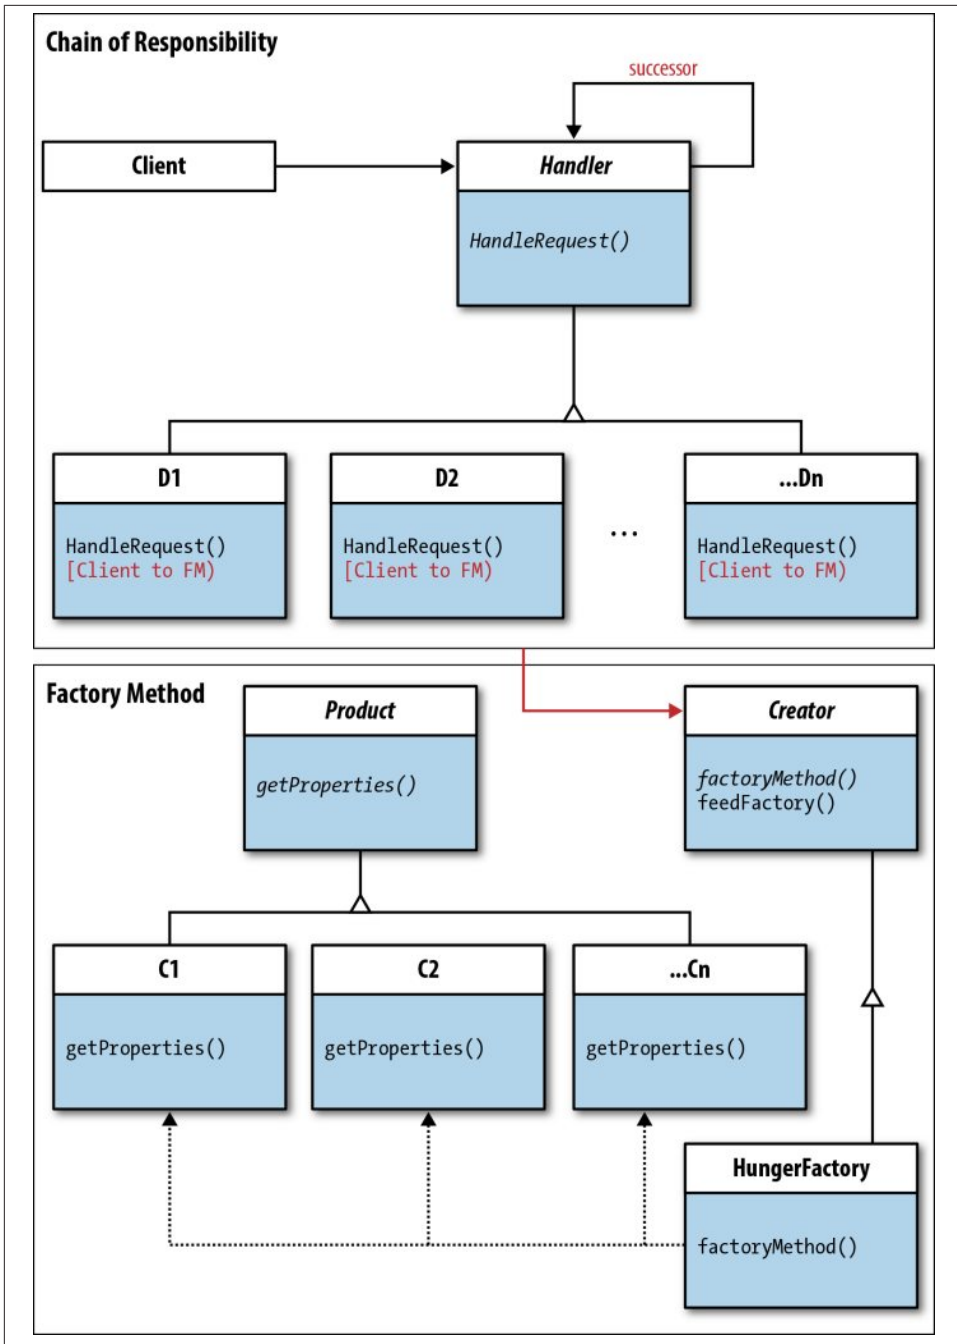 Chain of Responsibility
successor
Client
Handler
HandleRequest()
D1
D2
...Dn
HandleRequest()
[Client to FM)
HandleRequest()
[Client to FM)
...
HandleRequest()
[Client to FM)
Factory Method
Product
Creator
getProperties()
factoryMethod()
feedFactory()
C1
C2
...Cn
getProperties()
getProperties()
getProperties()
HungerFactory
factoryMethod()